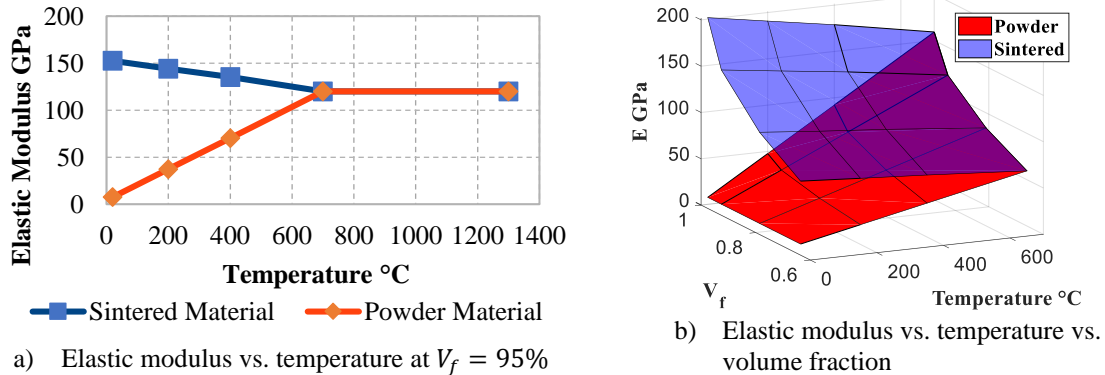 200
150
100
50
0
0 200 400 600 800 1000 1200 1400
Elastic Modulus GPa
Temperature °C
Sintered Material Powder Material
a) Elastic modulus vs. temperature at V_f = 95%
200
150
100
50
0
E GPa
1
0.8
0.6
V_f
0
200
400
600
Temperature °C
Powder
Sintered
b) Elastic modulus vs. temperature vs.
volume fraction